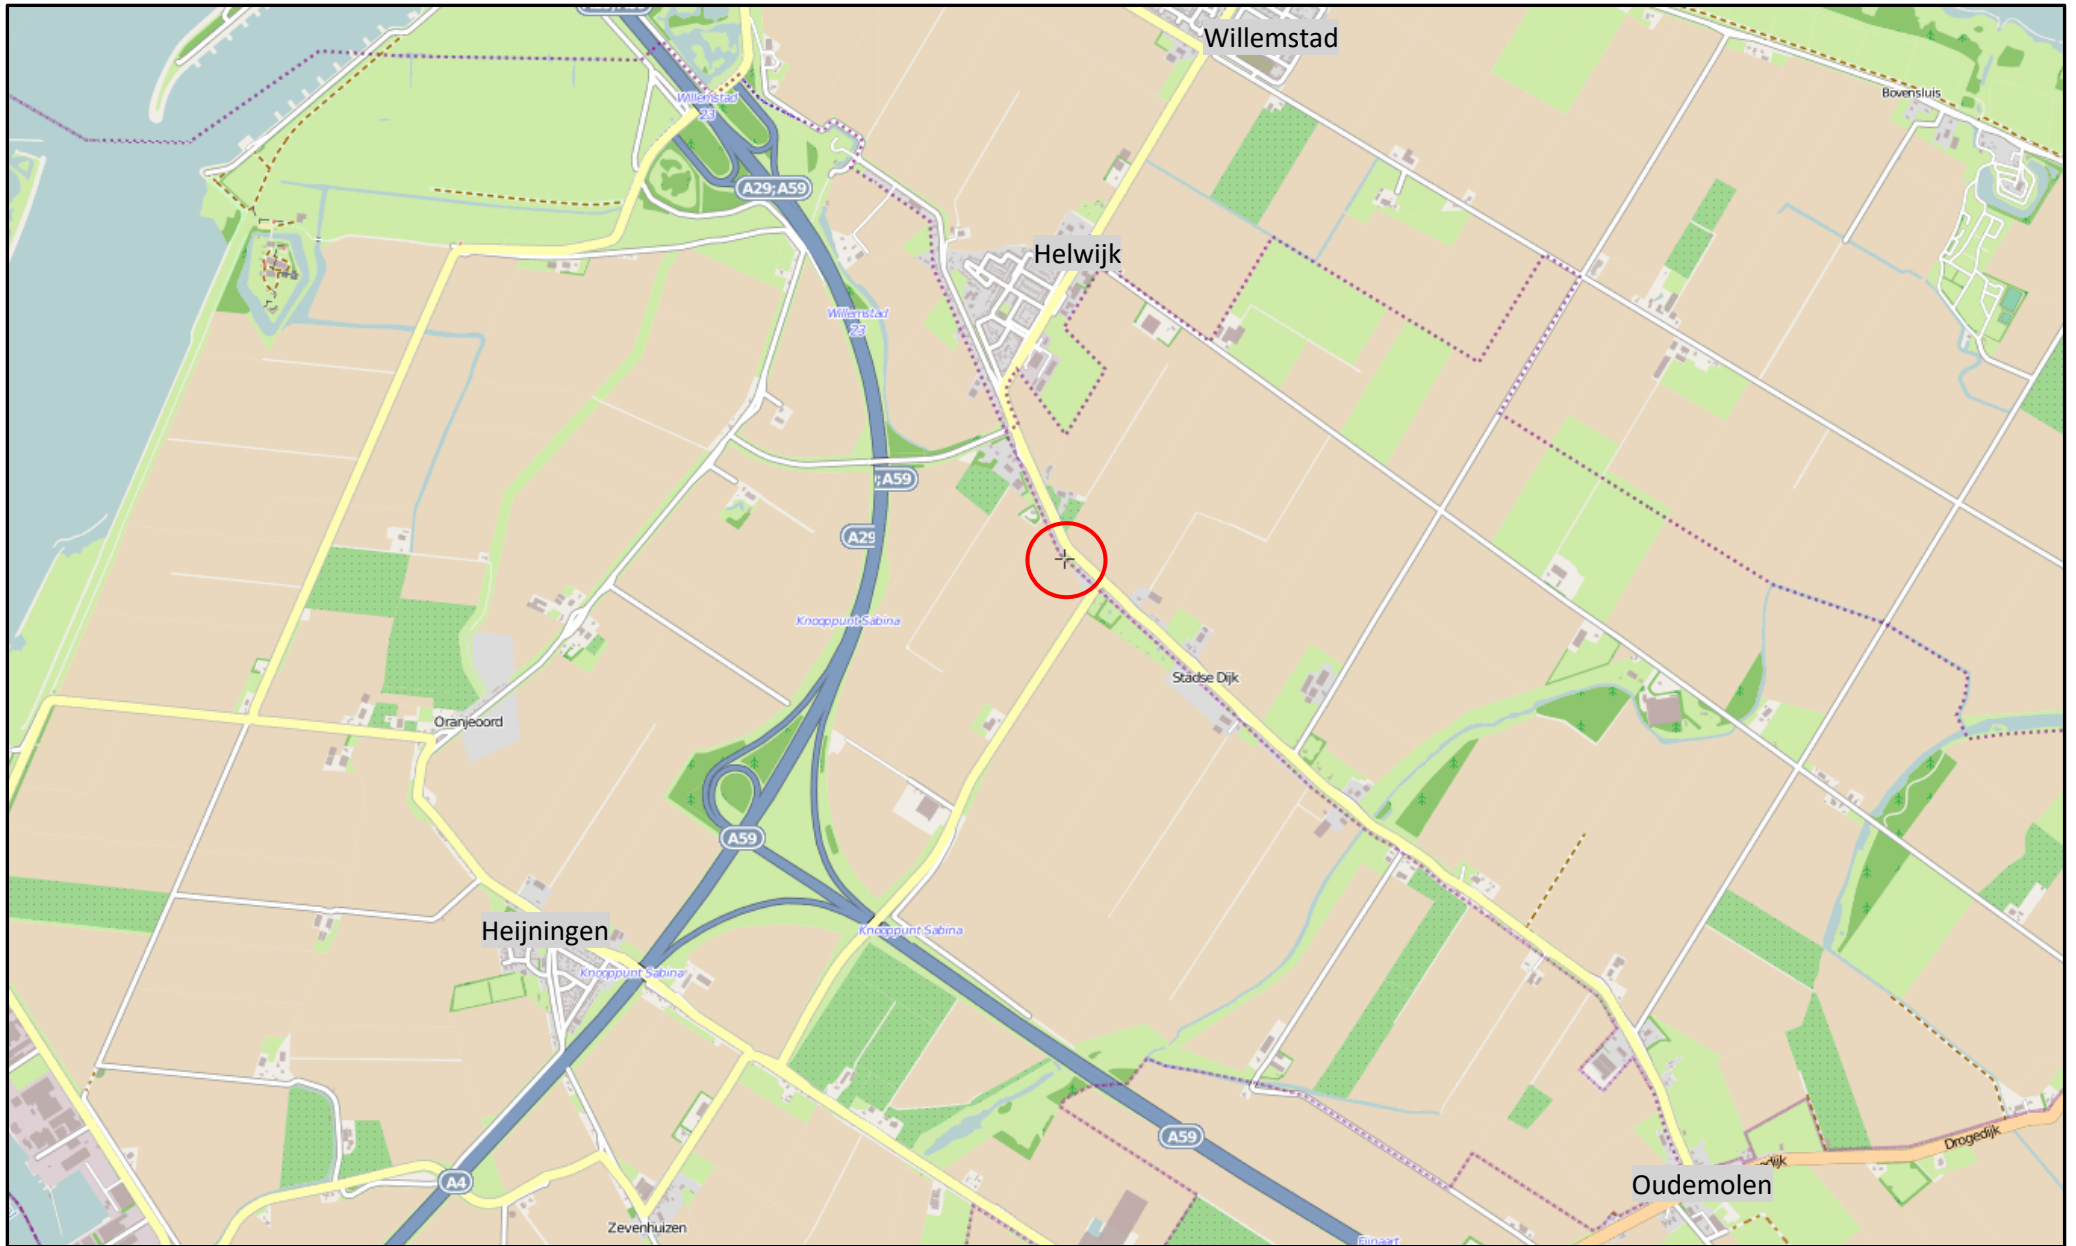 Willemstad
Bovensluis
Willemstad
23
A29;A59
Helwijk
Willemstad
23
;A59
A29
Knooppunt Sabina
Stadse Dijk
Oranjeoord
A59
Heijningen
Knooppunt Sabina
Knooppunt Sabina
A59
Drogedijk
A4
Oudemolen
Zevenhuizen
Fijnaart